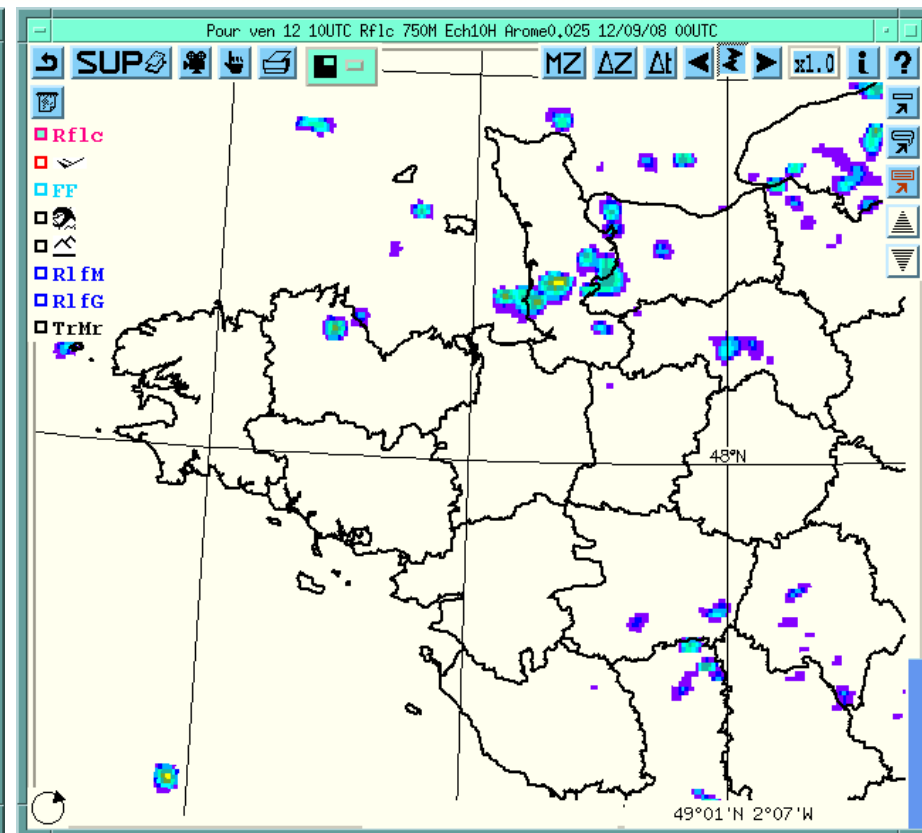 Pour ven 12 10UTC Rflc 750M Ech10H Arome0,025 12/09/08 00UTC
SUP MZ ΔZ Δt x1.0 i ?
Rflc
FF
RlfM
RlfG
TrMr
48°N
49°01'N 2°07'W